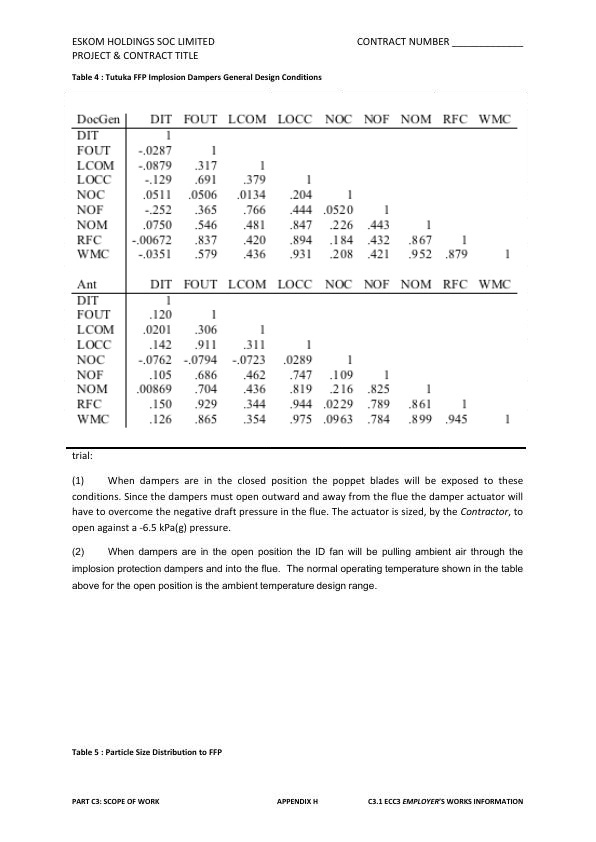 ESKOM HOLDINGS SOC LIMITED CONTRACT NUMBER _____________
PROJECT & CONTRACT TITLE
Table 4 : Tutuka FFP Implosion Dampers General Design Conditions
DocGen DIT FOUT LCOM LOCC NOC NOF NOM RFC WMC
DIT 1
FOUT -.0287 1
LCOM -.0879 .317 1
LOCC -.129 .691 .379 1
NOC .0511 .0506 .0134 .204 1
NOF -.252 .365 .766 .444 .0520 1
NOM .0750 .546 .481 .847 .226 .443 1
RFC -.00672 .837 .420 .894 .184 .432 .867 1
WMC -.0351 .579 .436 .931 .208 .421 .952 .879 1
Ant DIT FOUT LCOM LOCC NOC NOF NOM RFC WMC
DIT 1
FOUT .120 1
LCOM .0201 .306 1
LOCC .142 .911 .311 1
NOC -.0762 -.0794 -.0723 .0289 1
NOF .105 .686 .462 .747 .109 1
NOM .00869 .704 .436 .819 .216 .825 1
RFC .150 .929 .344 .944 .0229 .789 .861 1
WMC .126 .865 .354 .975 .0963 .784 .899 .945 1
trial:
(1) When dampers are in the closed position the poppet blades will be exposed to these
conditions. Since the dampers must open outward and away from the flue the damper actuator will
have to overcome the negative draft pressure in the flue. The actuator is sized, by the Contractor, to
open against a -6.5 kPa(g) pressure.
(2) When dampers are in the open position the ID fan will be pulling ambient air through the
implosion protection dampers and into the flue. The normal operating temperature shown in the table
above for the open position is the ambient temperature design range.
Table 5 : Particle Size Distribution to FFP
PART C3: SCOPE OF WORK APPENDIX H C3.1 ECC3 EMPLOYER'S WORKS INFORMATION